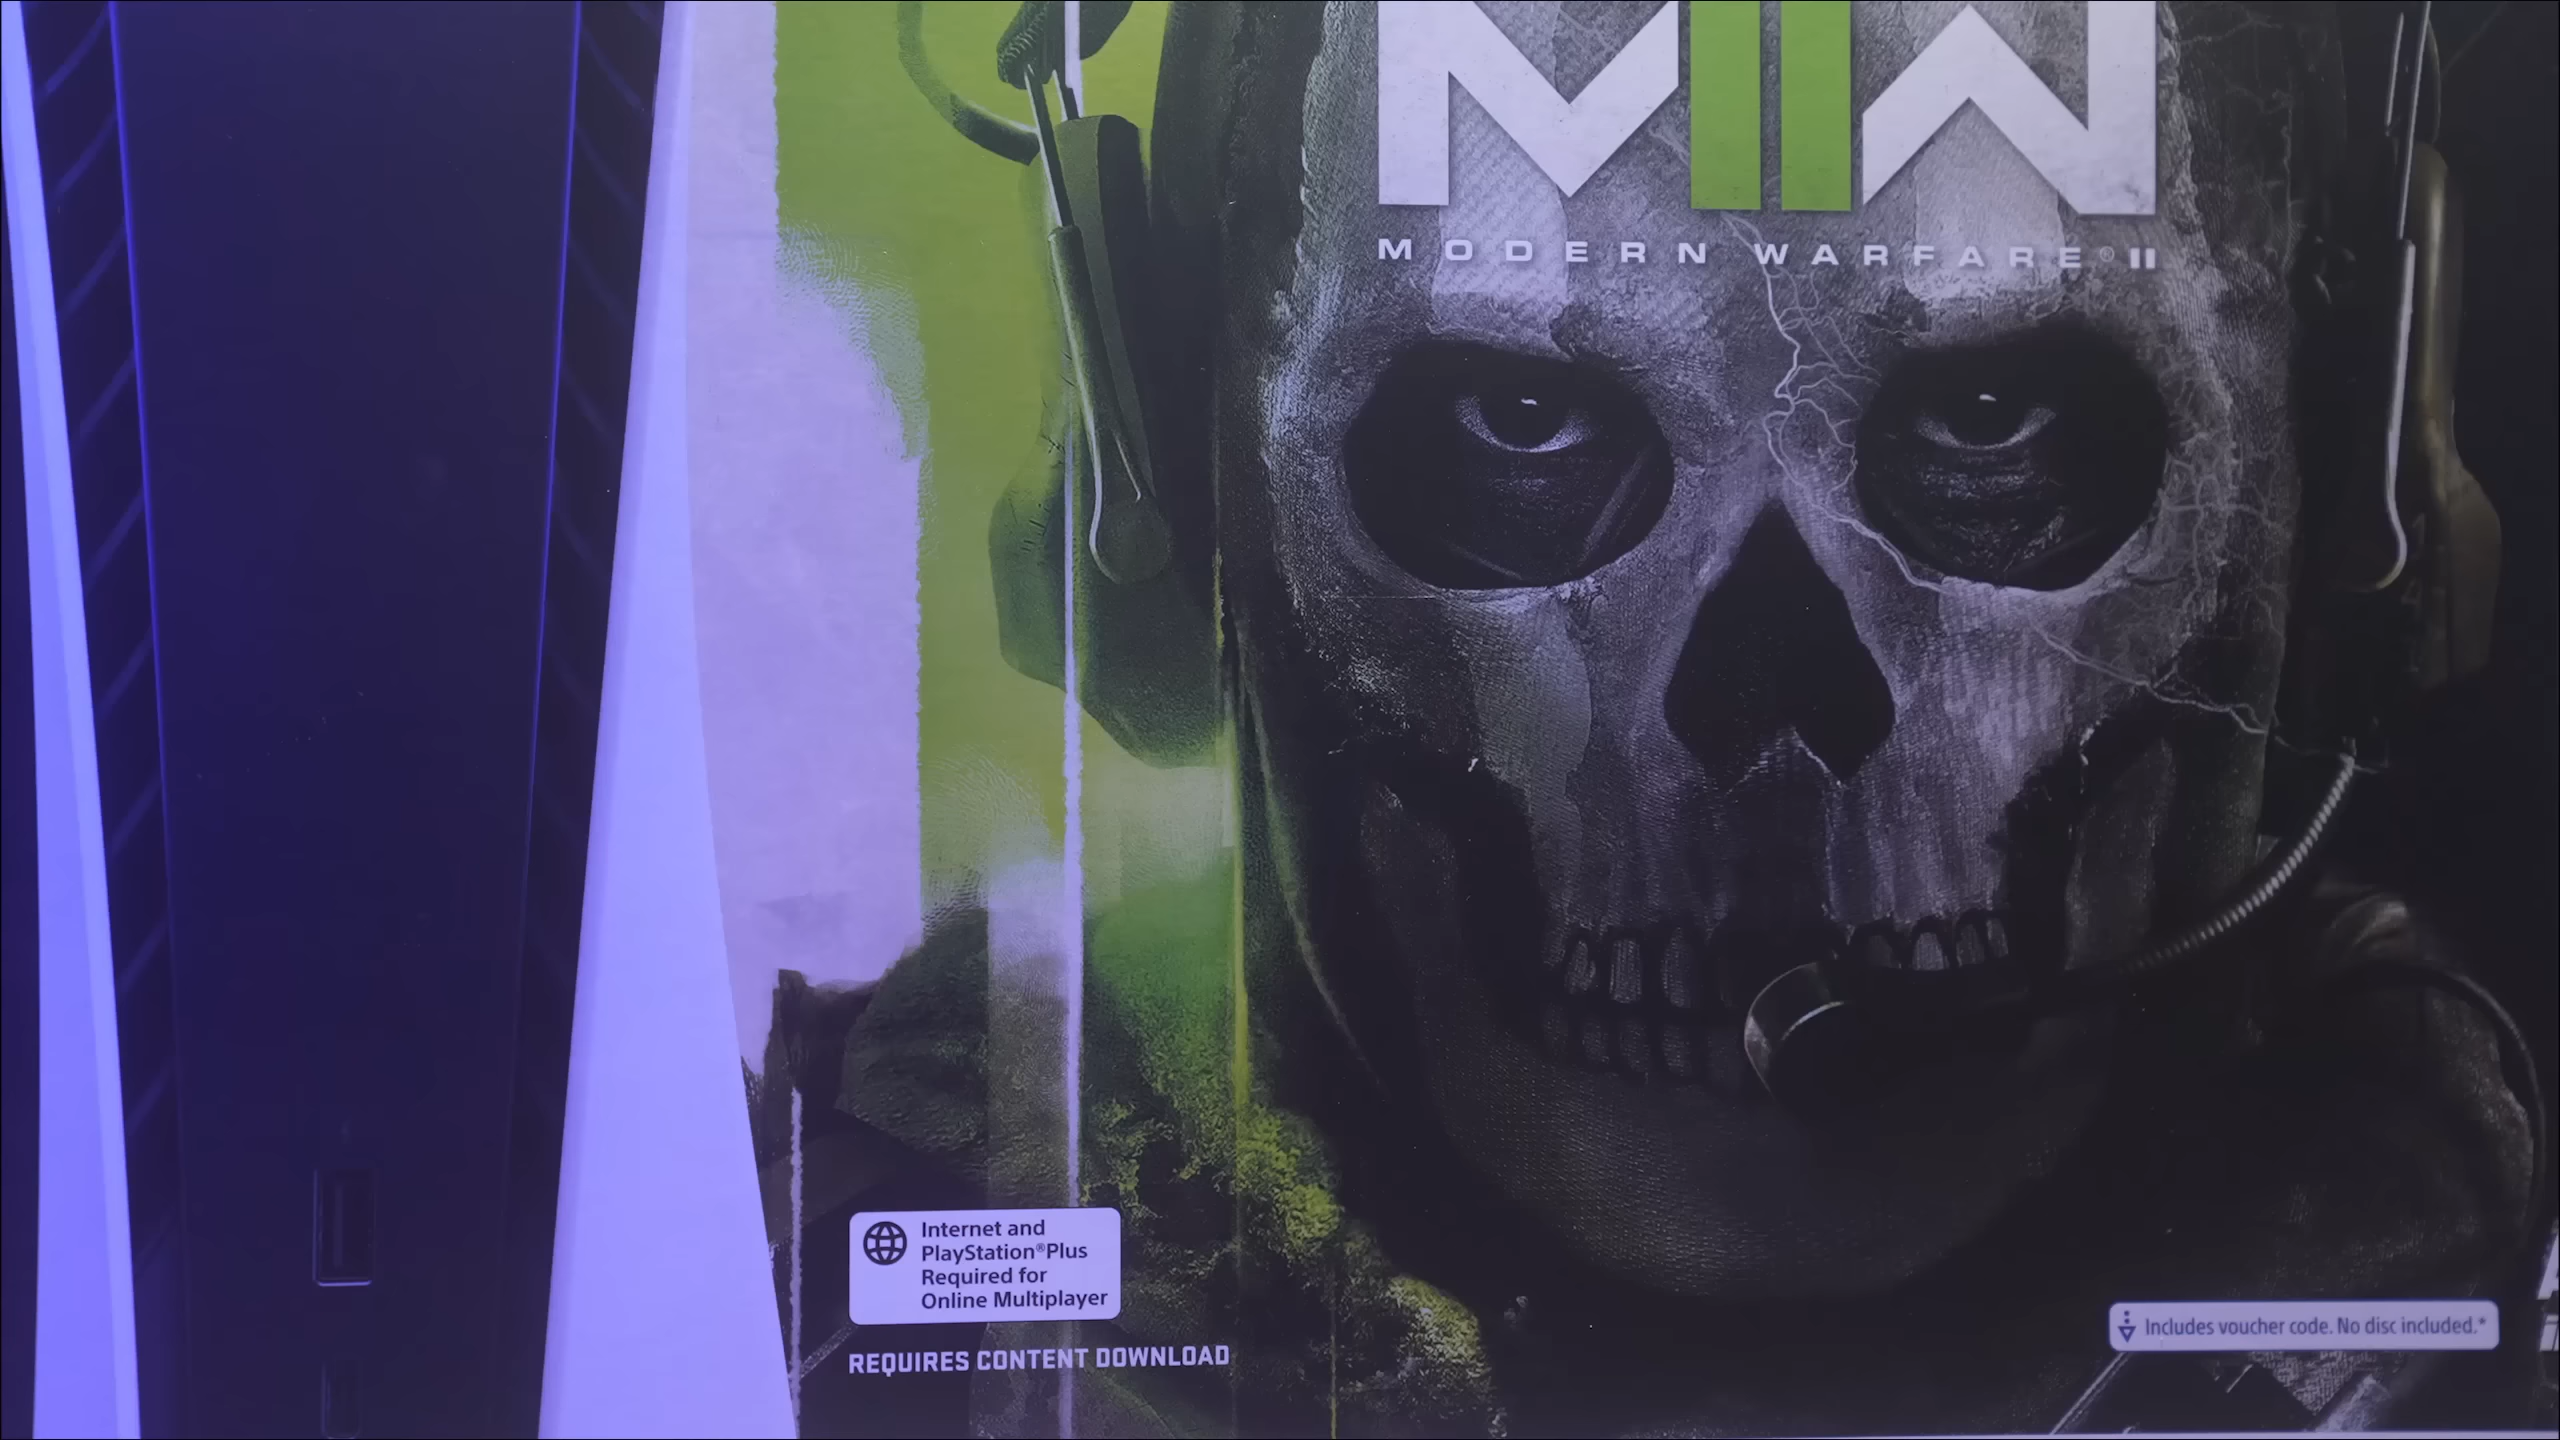 MIIW
MODERN WARFARE® II
Internet and
PlayStation®Plus
Required for
Online Multiplayer
REQUIRES CONTENT DOWNLOAD
Includes voucher code. No disc included.*